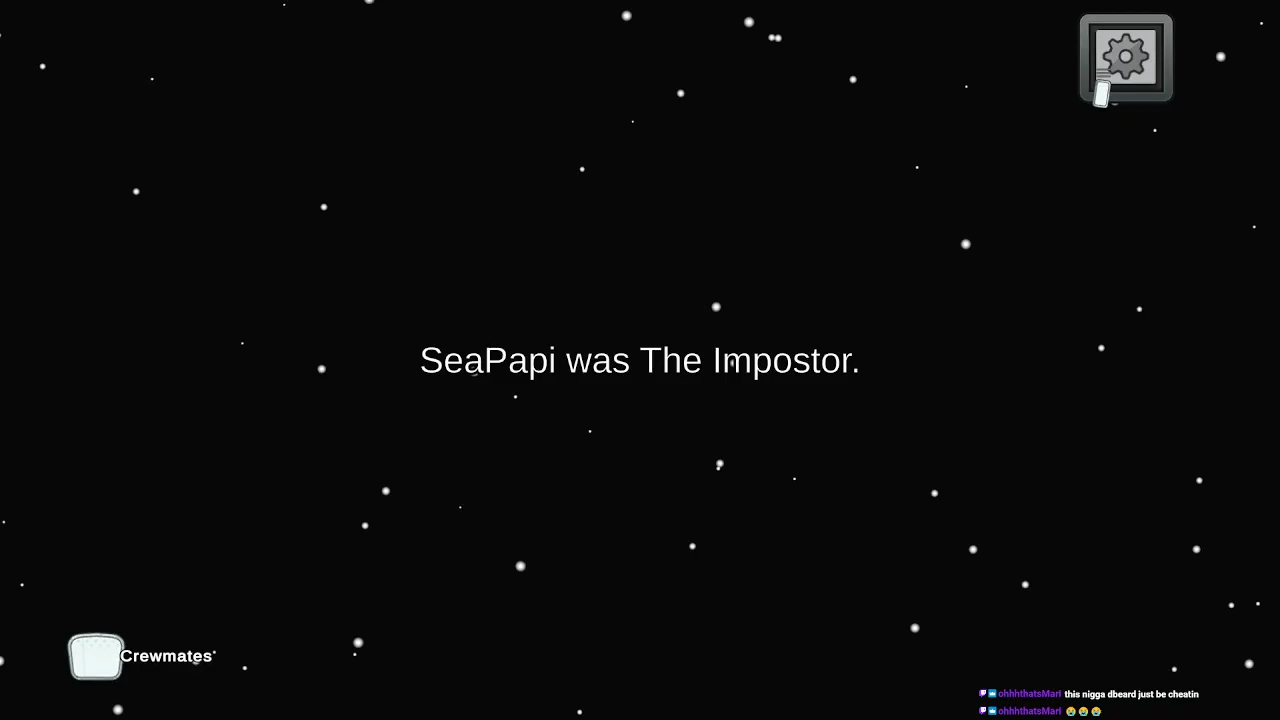 SeaPapi was The Impostor.
Crewmates
ohhhthatsMari this nigga dbeard just be cheatin
ohhhthatsMari 😭😭😭